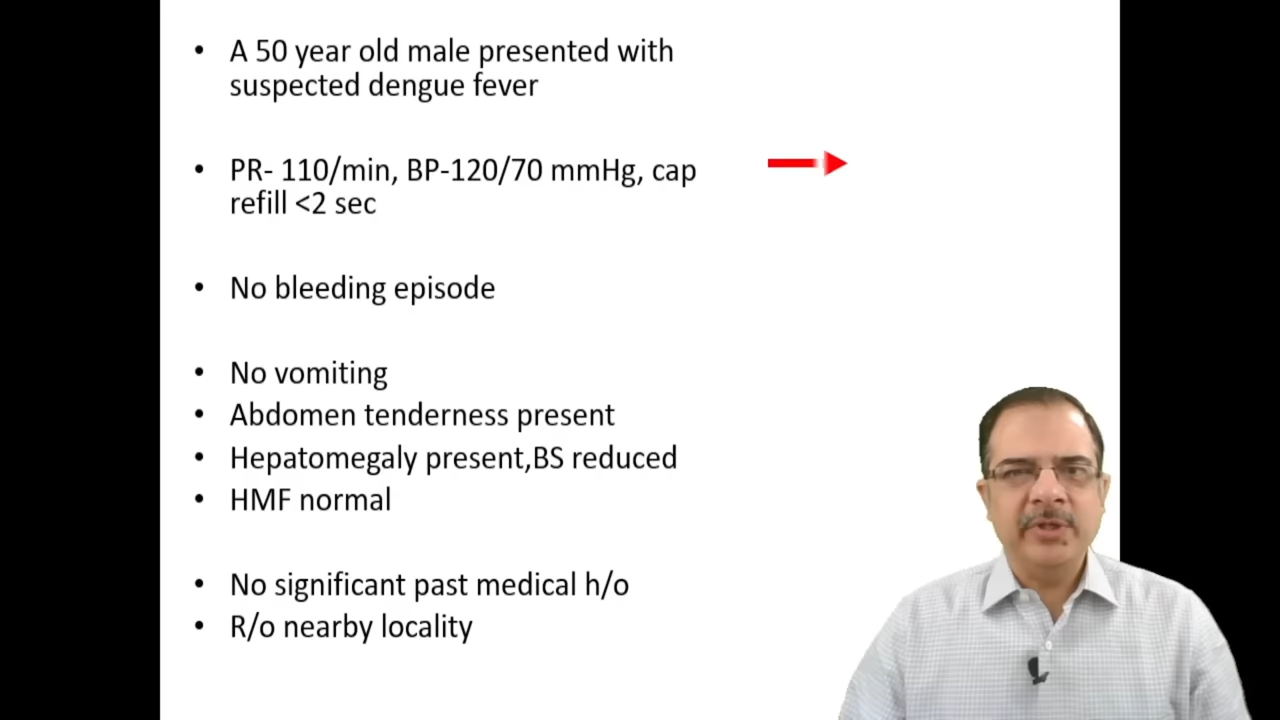 • A 50 year old male presented with
suspected dengue fever
• PR- 110/min, BP-120/70 mmHg, cap
refill <2 sec
• No bleeding episode
• No vomiting
• Abdomen tenderness present
• Hepatomegaly present,BS reduced
• HMF normal
• No significant past medical h/o
• R/o nearby locality